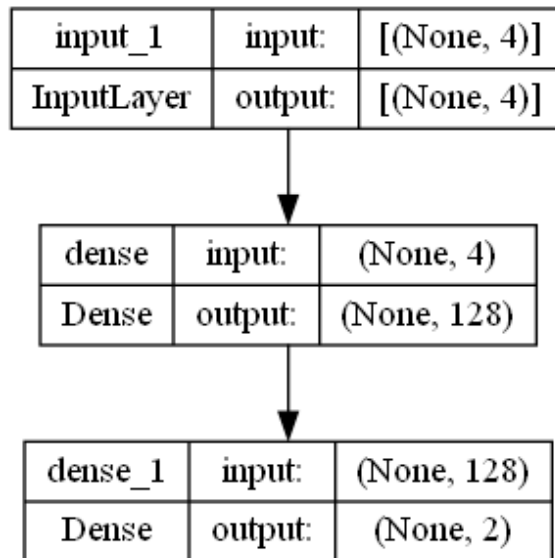 input_1 input: [(None, 4)]
InputLayer output: [(None, 4)]
dense input: (None, 4)
Dense output: (None, 128)
dense_1 input: (None, 128)
Dense output: (None, 2)